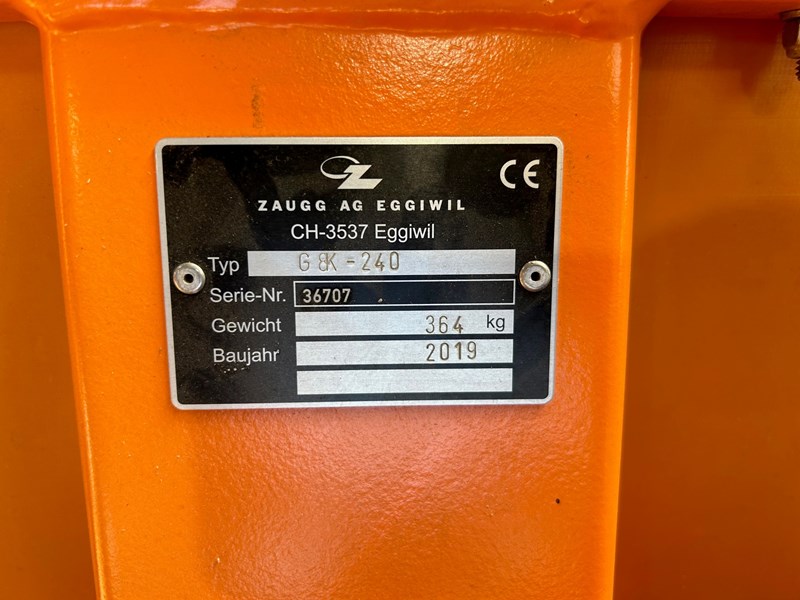 Z
CE
ZAUGG AG EGGIWIL
CH-3537 Eggiwil
Typ G8K-240
Serie-Nr. 36707
Gewicht 364 kg
Baujahr 2019